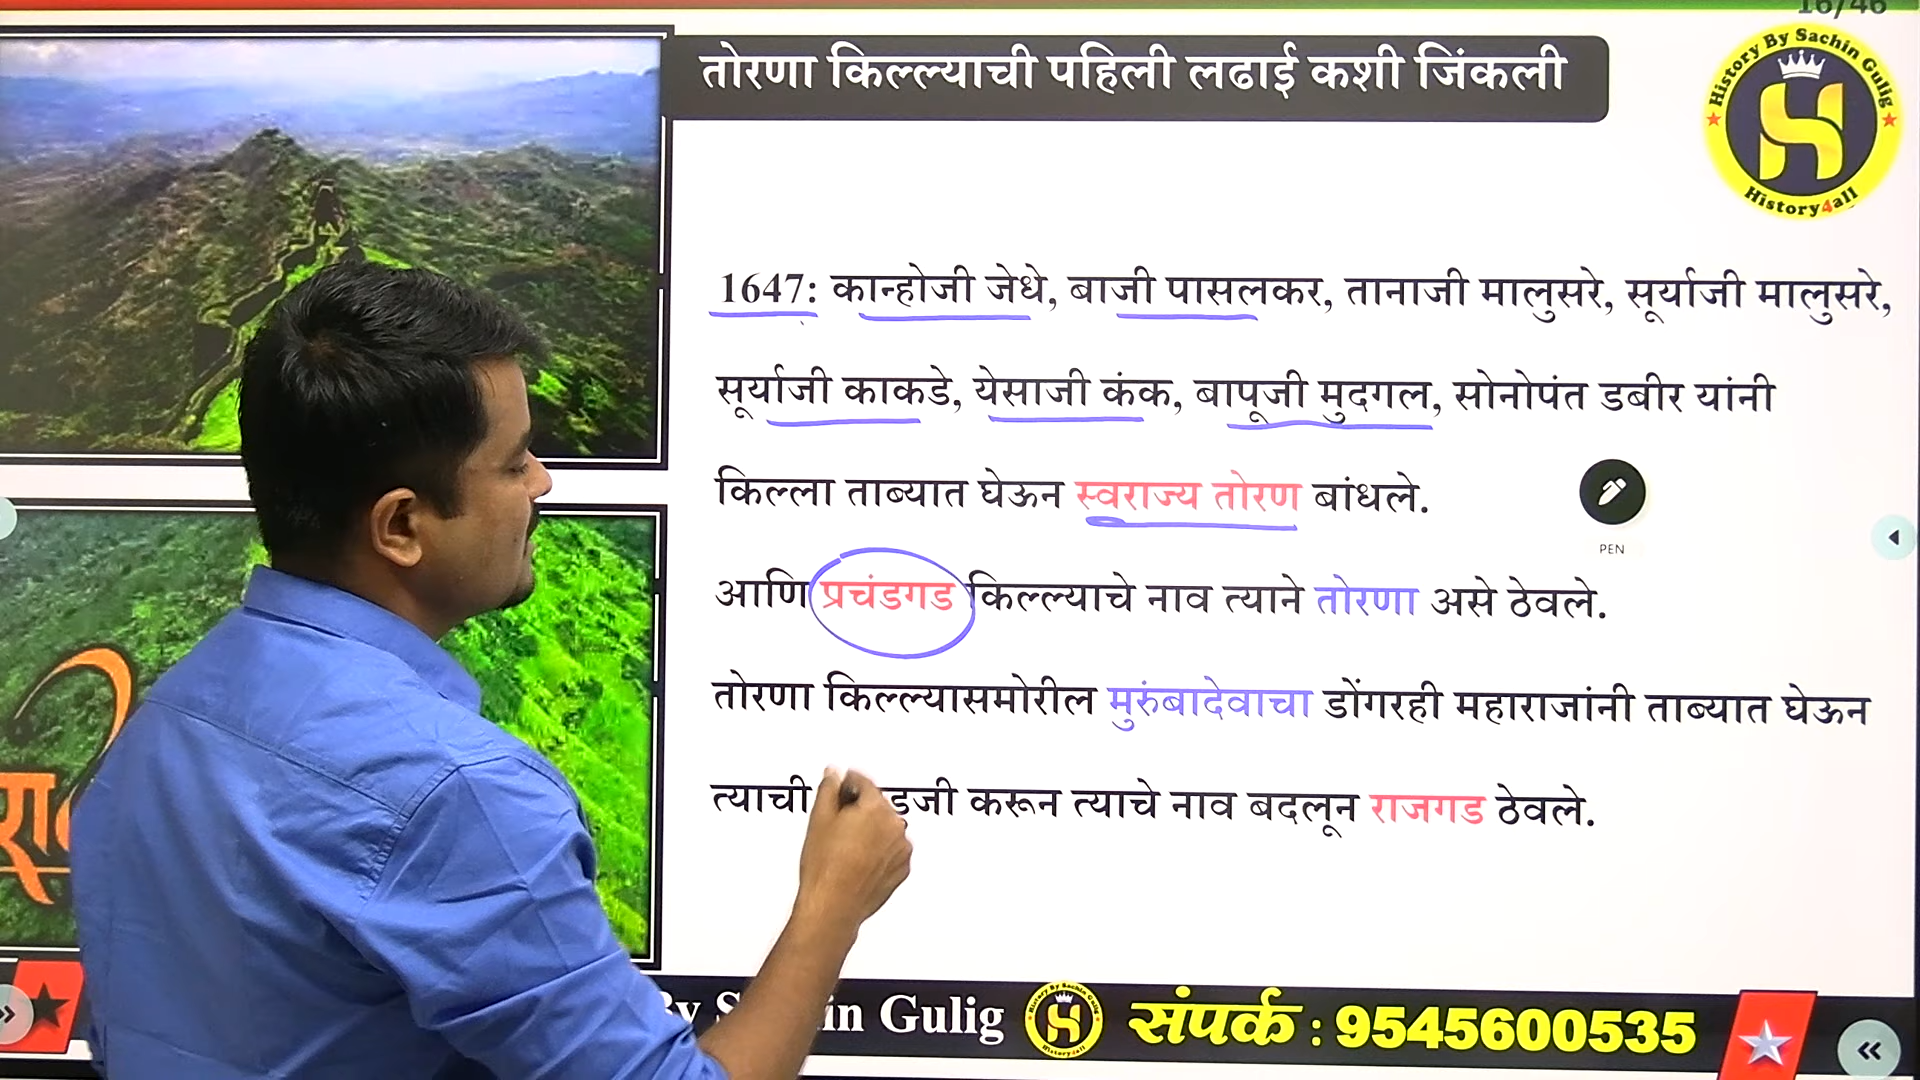 16/46
तोरणा किल्ल्याची पहिली लढाई कशी जिंकली
History By Sachin Gulig
History4all
1647: कान्होजी जेधे, बाजी पासलकर, तानाजी मालुसरे, सूर्याजी मालुसरे,
सूर्याजी काकडे, येसाजी कंक, बापूजी मुदगल, सोनोपंत डबीर यांनी
किल्ला ताब्यात घेऊन स्वराज्य तोरण बांधले.
PEN
आणि प्रचंडगड किल्ल्याचे नाव त्याने तोरणा असे ठेवले.
तोरणा किल्ल्यासमोरील मुरुंबादेवाचा डोंगरही महाराजांनी ताब्यात घेऊन
त्याची डुजी करून त्याचे नाव बदलून राजगड ठेवले.
By Sachin Gulig
संपर्क : 9545600535